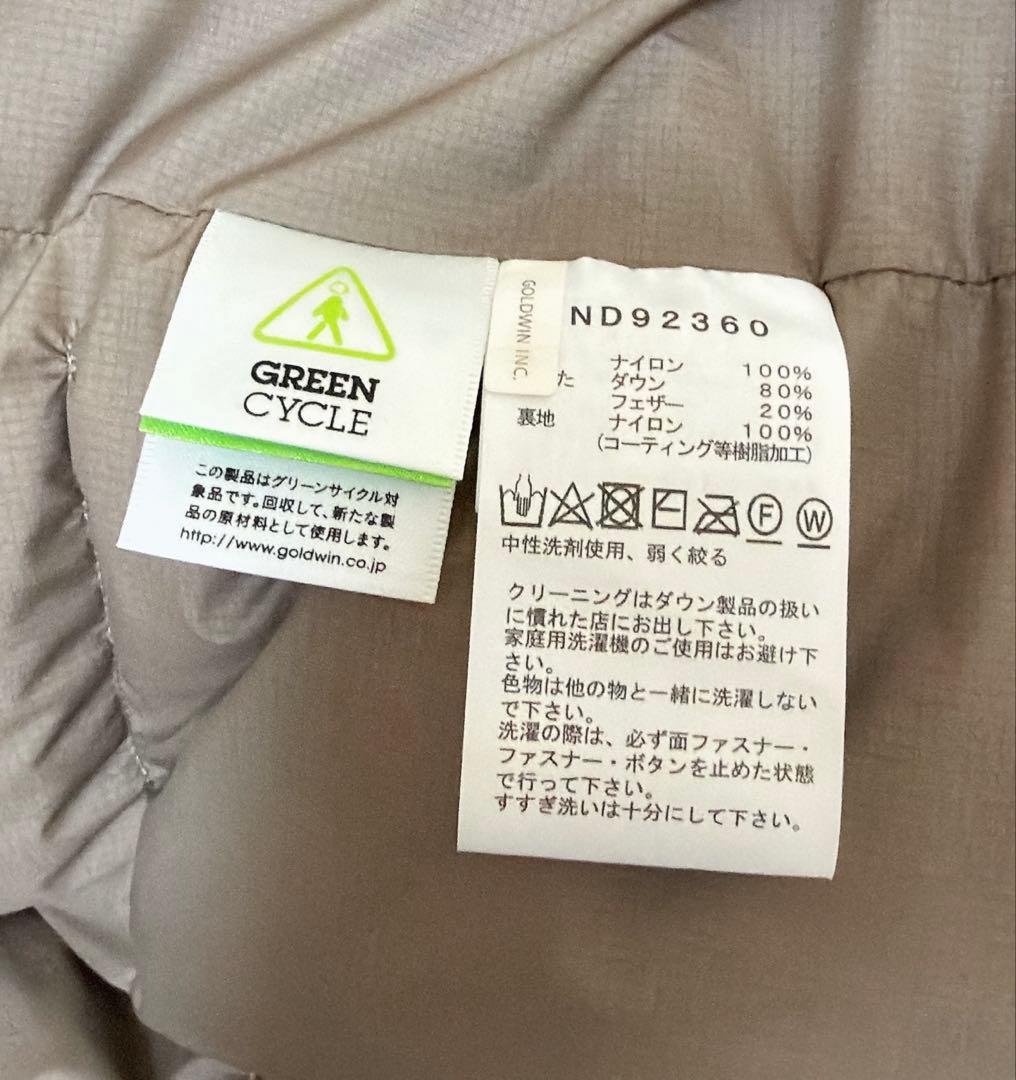 GREEN
CYCLE
この製品はグリーンサイクル対
象品です。回収して、新たな製
品の原材料として使用します。
http://www.goldwin.co.jp
GOLDWIN INC.
ND92360
ナイロン 100%
た ダウン 80%
フェザー 20%
裏地 ナイロン 100%
(コーティング等樹脂加工)
F W
中性洗剤使用、弱く絞る
クリーニングはダウン製品の扱い
に慣れた店にお出し下さい。
家庭用洗濯機のご使用はお避け下
さい。
色物は他の物と一緒に洗濯しない
で下さい。
洗濯の際は、必ず面ファスナー・
ファスナー・ボタンを止めた状態
で行って下さい。
すすぎ洗いは十分にして下さい。